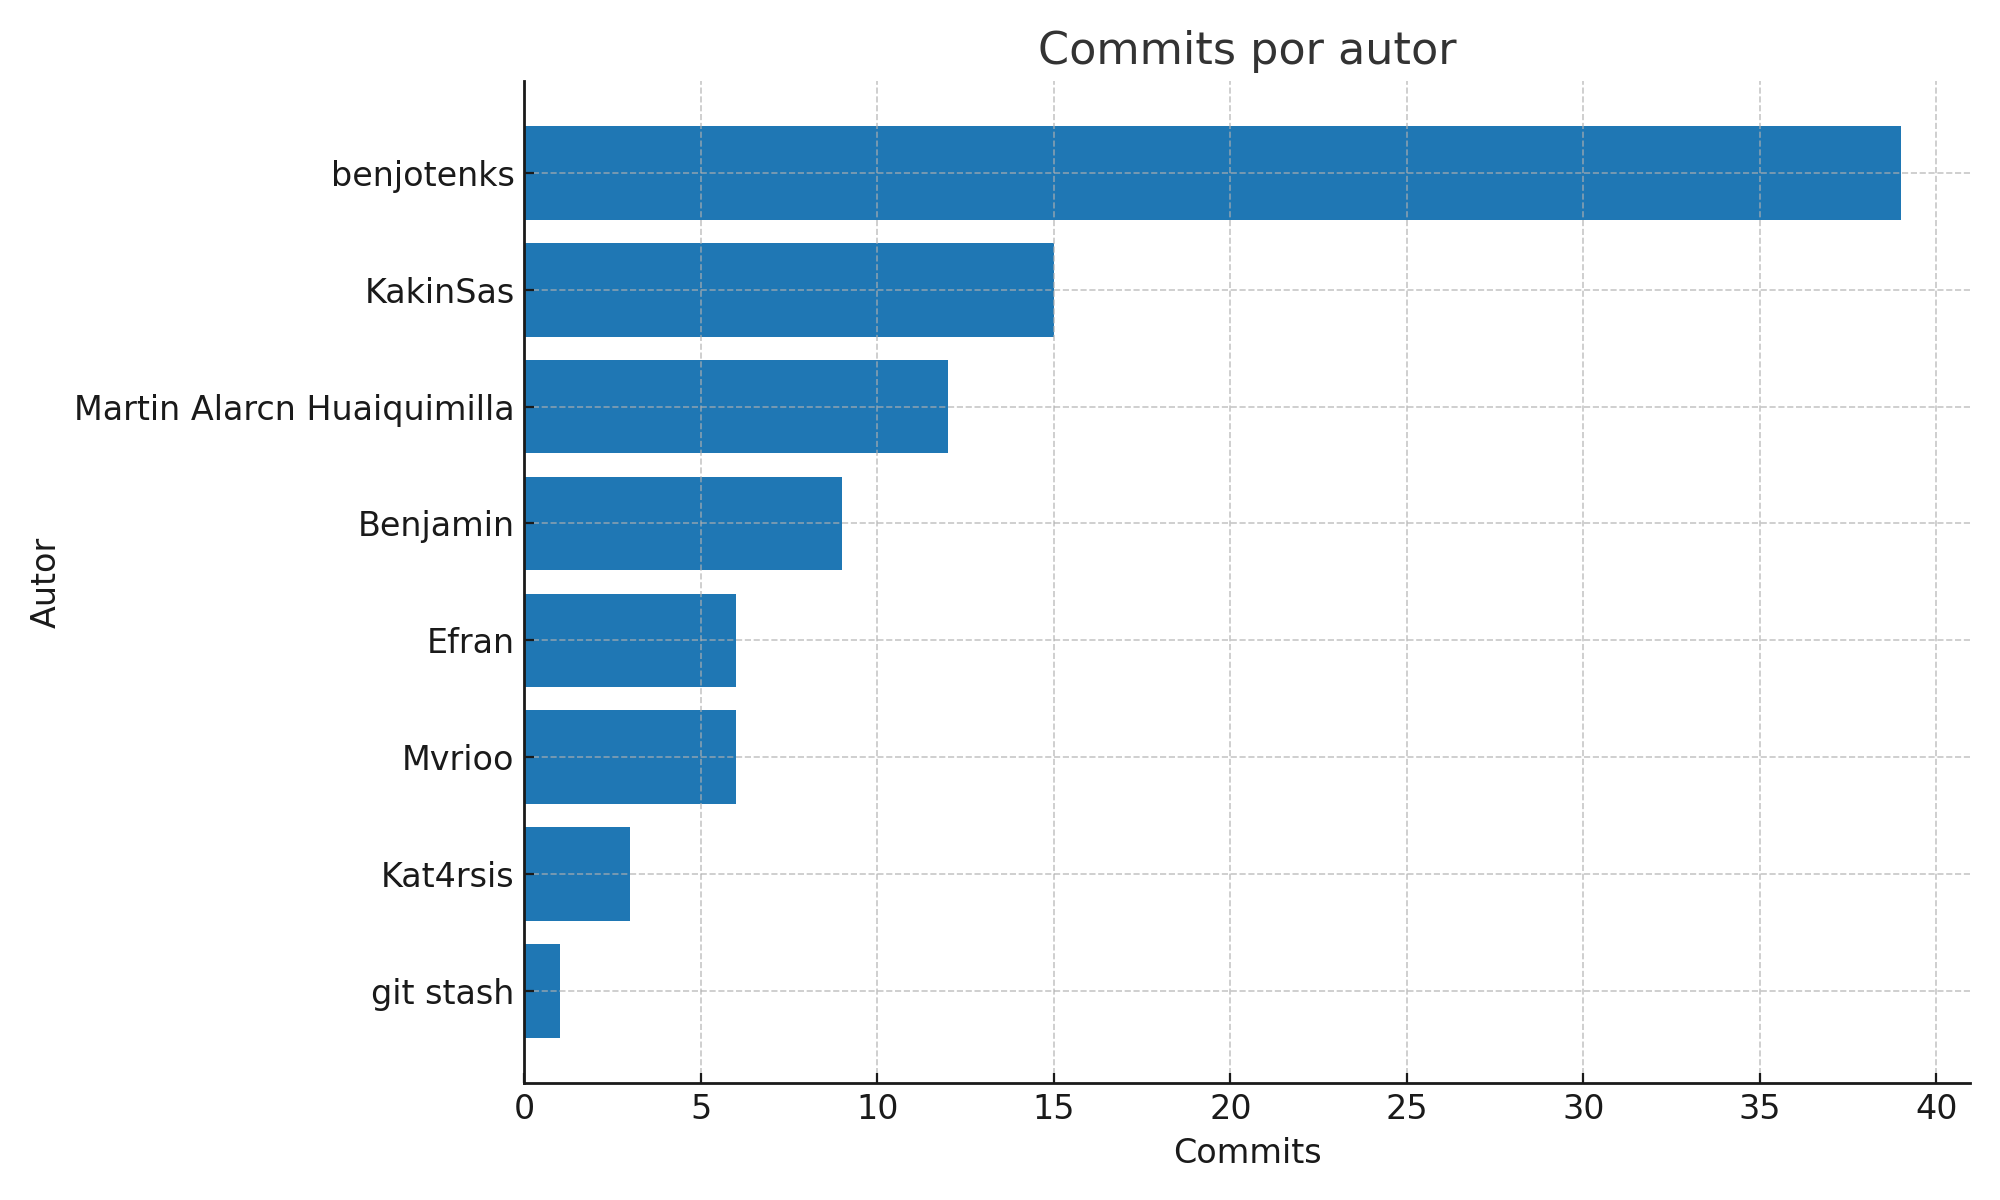 Commits por autor
benjotenks
KakinSas
Martin Alarcn Huaiquimilla
Benjamin
Efran
Mvrioo
Kat4rsis
git stash
Autor
0 5 10 15 20 25 30 35 40
Commits